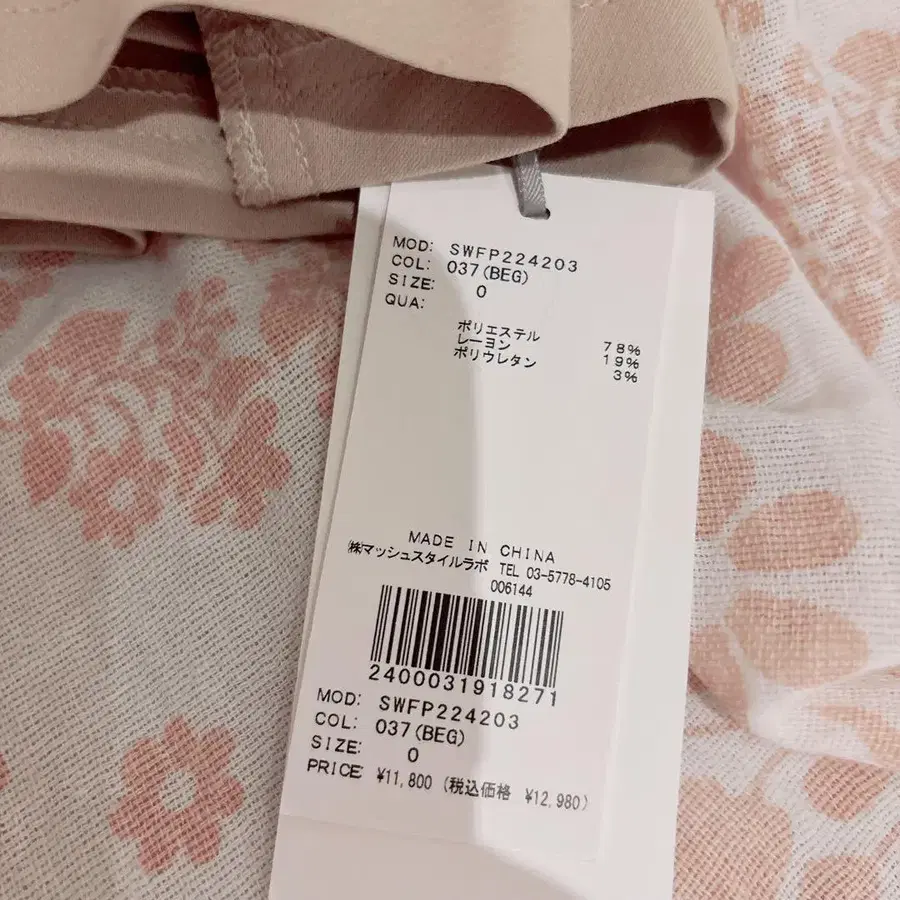 MOD: SWFP224203
COL: 037(BEG)
SIZE: 0
QUA:
ポリエステル 78%
レーヨン 19%
ポリウレタン 3%
MADE IN CHINA
㈱マッシュスタイルラボ TEL 03-5778-4105
006144
2400031918271
MOD: SWFP224203
COL: 037(BEG)
SIZE: 0
PRICE: ¥11,800 (税込価格 ¥12,980)